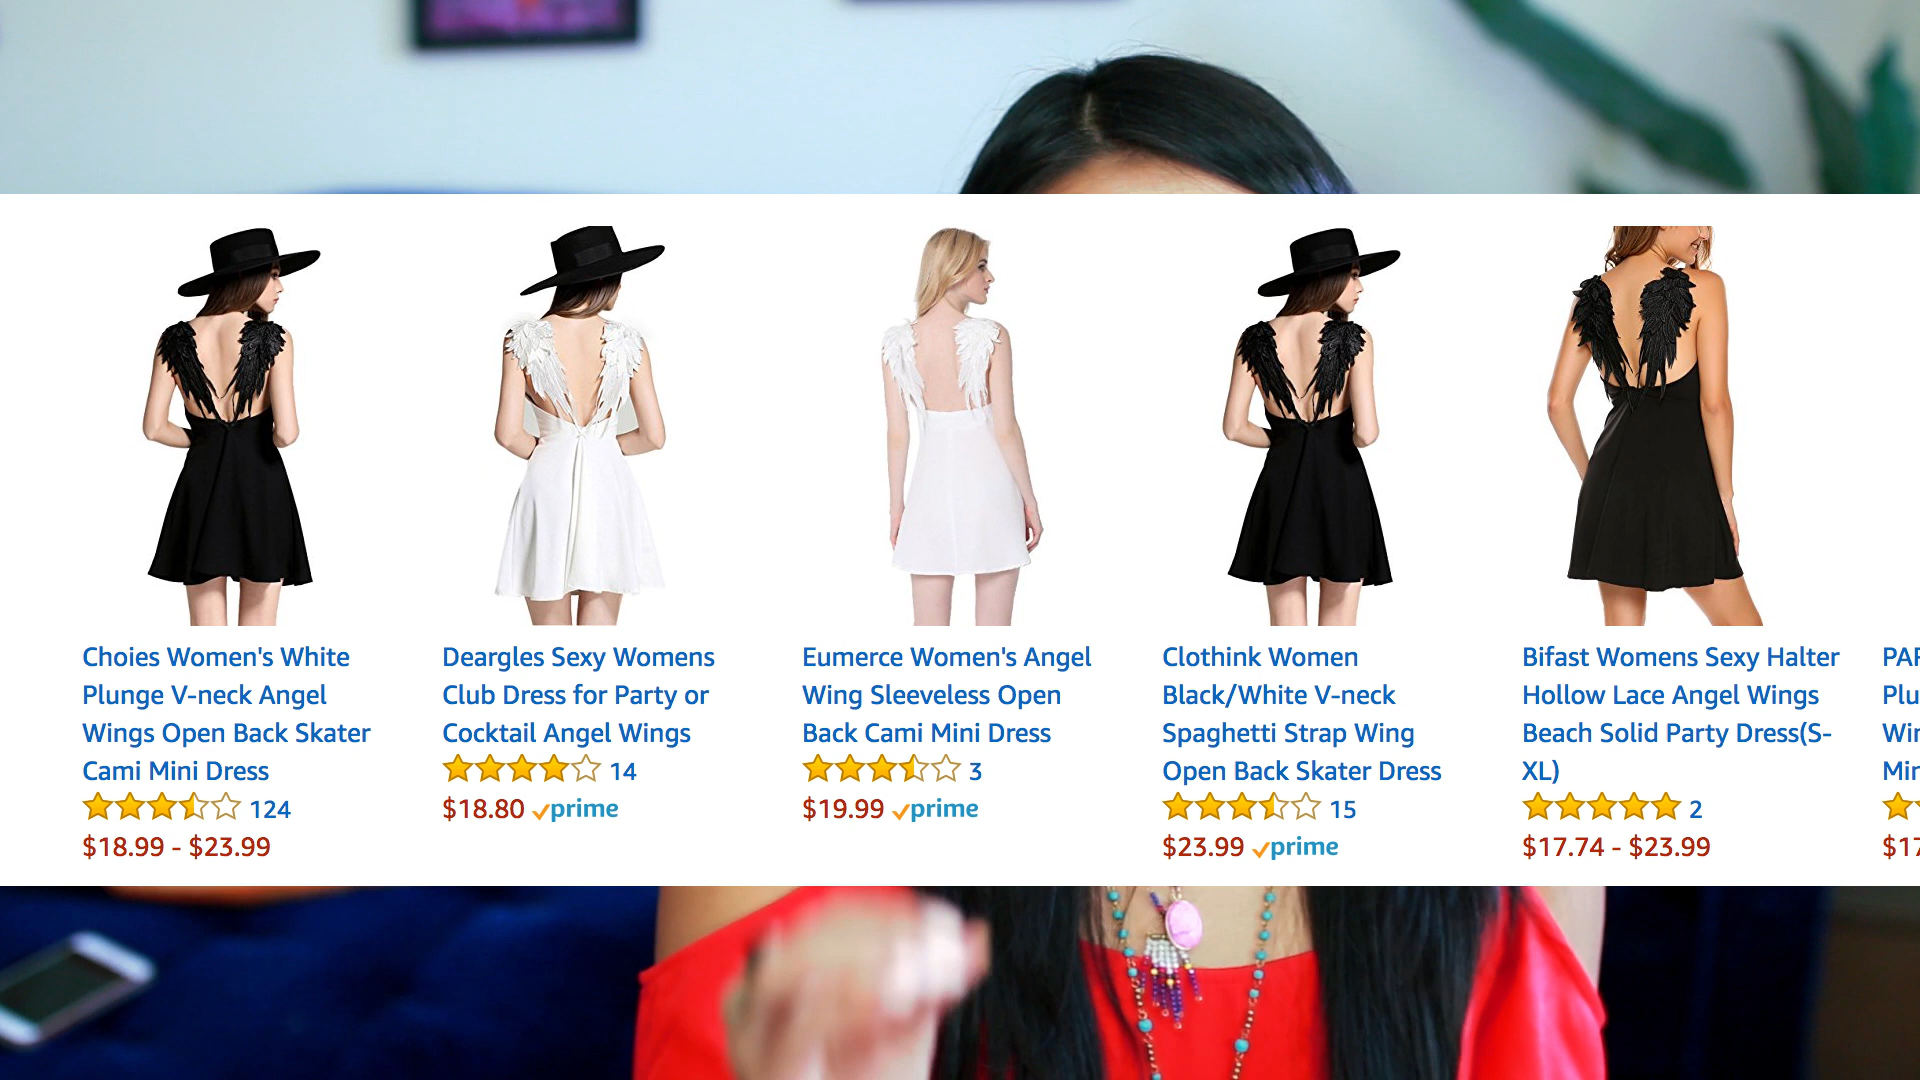 Choies Women's White
Plunge V-neck Angel
Wings Open Back Skater
Cami Mini Dress
124
$18.99 - $23.99
Deargles Sexy Womens
Club Dress for Party or
Cocktail Angel Wings
14
$18.80 prime
Eumerce Women's Angel
Wing Sleeveless Open
Back Cami Mini Dress
3
$19.99 prime
Clothink Women
Black/White V-neck
Spaghetti Strap Wing
Open Back Skater Dress
15
$23.99 prime
Bifast Womens Sexy Halter
Hollow Lace Angel Wings
Beach Solid Party Dress(S-
XL)
2
$17.74 - $23.99